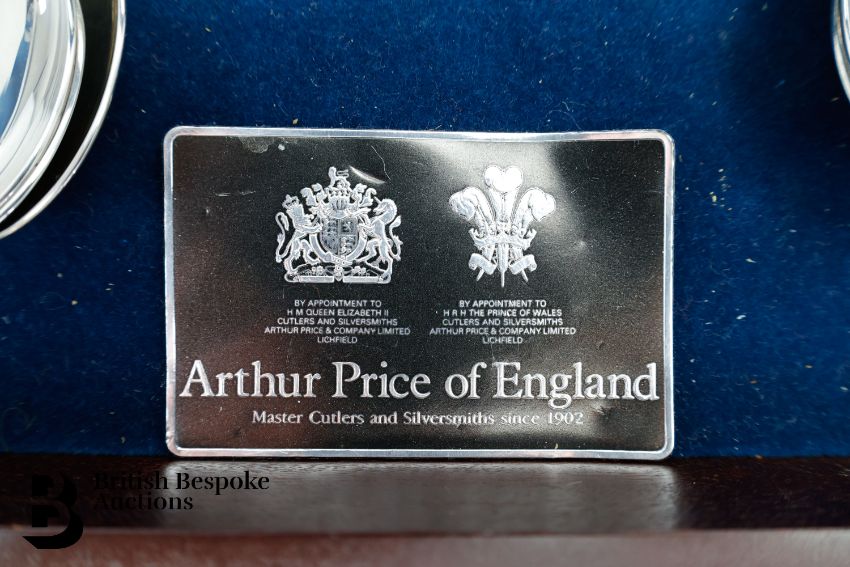 BY APPOINTMENT TO
H M QUEEN ELIZABETH II
CUTLERS AND SILVERSMITHS
ARTHUR PRICE & COMPANY LIMITED
LICHFIELD
BY APPOINTMENT TO
H R H THE PRINCE OF WALES
CUTLERS AND SILVERSMITHS
ARTHUR PRICE & COMPANY LIMITED
LICHFIELD
Arthur Price of England
Master Cutlers and Silversmiths since 1902
British Bespoke
Auctions